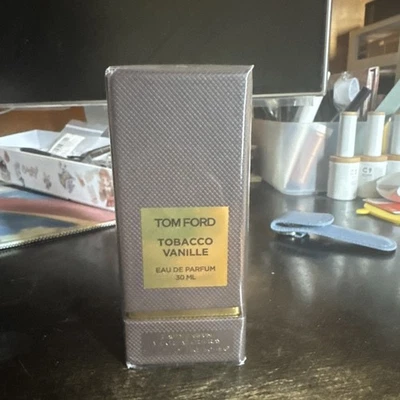 TOM FORD
TOBACCO
VANILLE
EAU DE PARFUM
30 ML